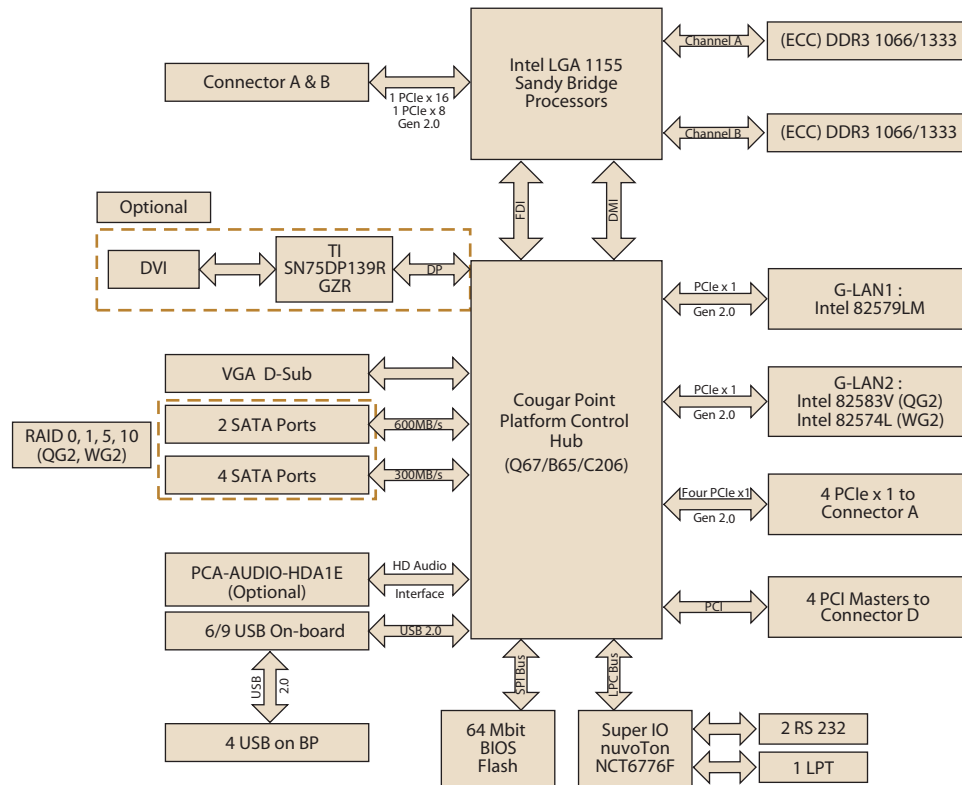 Connector A & B
1 PCIe x 16
1 PCIe x 8
Gen 2.0
Intel LGA 1155
Sandy Bridge
Processors
Channel A
(ECC) DDR3 1066/1333
Channel B
(ECC) DDR3 1066/1333
FDI
DMI
Optional
DVI
TI
SN75DP139R
GZR
DP
VGA D-Sub
2 SATA Ports
600MB/s
4 SATA Ports
300MB/s
RAID 0, 1, 5, 10
(QG2, WG2)
Cougar Point
Platform Control
Hub
(Q67/B65/C206)
PCIe x 1
Gen 2.0
G-LAN1 :
Intel 82579LM
PCIe x 1
Gen 2.0
G-LAN2 :
Intel 82583V (QG2)
Intel 82574L (WG2)
Four PCIe x1
Gen 2.0
4 PCIe x 1 to
Connector A
PCI
4 PCI Masters to
Connector D
PCA-AUDIO-HDA1E
(Optional)
HD Audio
Interface
6/9 USB On-board
USB 2.0
USB
2.0
4 USB on BP
SPI Bus
LPC Bus
64 Mbit
BIOS
Flash
Super IO
nuvoTon
NCT6776F
2 RS 232
1 LPT